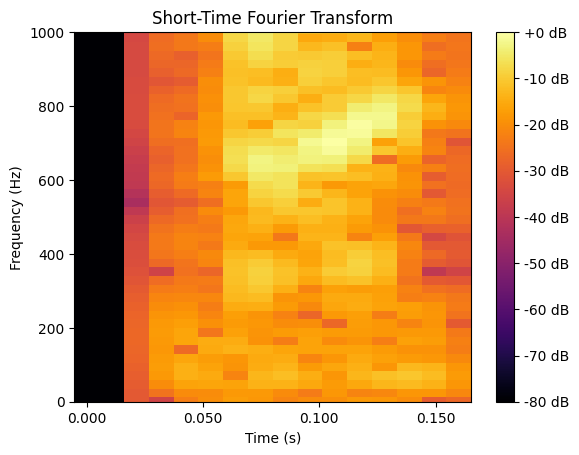 Short-Time Fourier Transform
1000
800
600
400
200
0
Frequency (Hz)
0.000
0.050
0.100
0.150
Time (s)
+0 dB
-10 dB
-20 dB
-30 dB
-40 dB
-50 dB
-60 dB
-70 dB
-80 dB